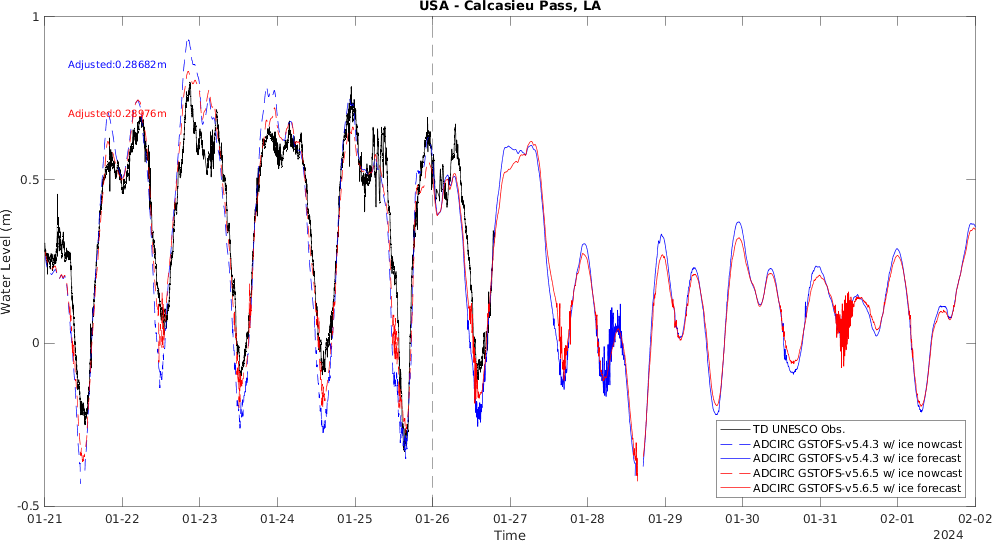 USA - Calcasieu Pass, LA
1
Adjusted:0.28682m
Adjusted:0.28976m
0.5
Water Level (m)
0
TD UNESCO Obs.
ADCIRC GSTOFS-v5.4.3 w/ ice nowcast
ADCIRC GSTOFS-v5.4.3 w/ ice forecast
ADCIRC GSTOFS-v5.6.5 w/ ice nowcast
ADCIRC GSTOFS-v5.6.5 w/ ice forecast
-0.5
01-21 01-22 01-23 01-24 01-25 01-26 01-27 01-28 01-29 01-30 01-31 02-01 02-02
Time
2024